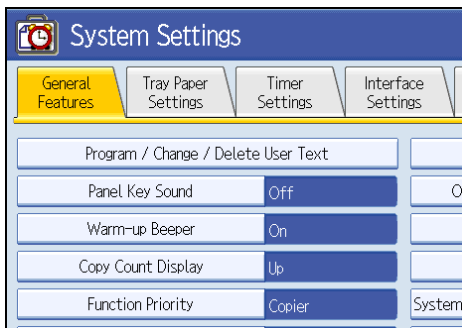 System Settings
General Features
Tray Paper Settings
Timer Settings
Interface Settings
Program / Change / Delete User Text
Panel Key Sound Off
Warm-up Beeper On
Copy Count Display Up
Function Priority Copier System